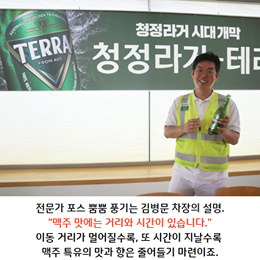 청정라거 시대 개막
TERRA
FROM AGT
청정라거-테라
전문가 포스 뿜뿜 풍기는 김병문 차장의 설명.
"맥주 맛에는 거리와 시간이 있습니다."
이동 거리가 멀어질수록, 또 시간이 지날수록
맥주 특유의 맛과 향은 줄어들기 마련이죠.